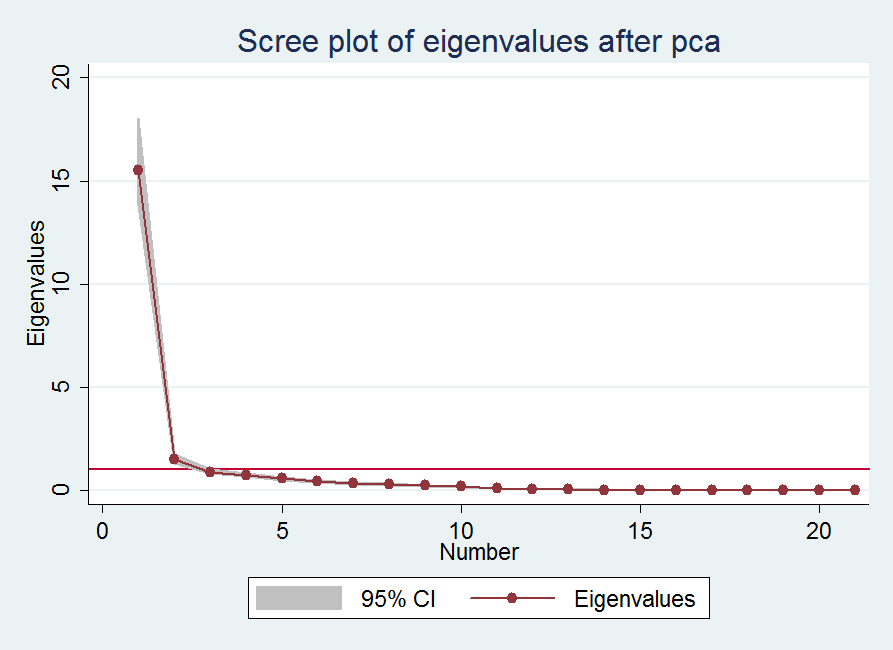 Scree plot of eigenvalues after pca
20
15
10
5
0
Eigenvalues
0 5 10 15 20
Number
95% CI Eigenvalues